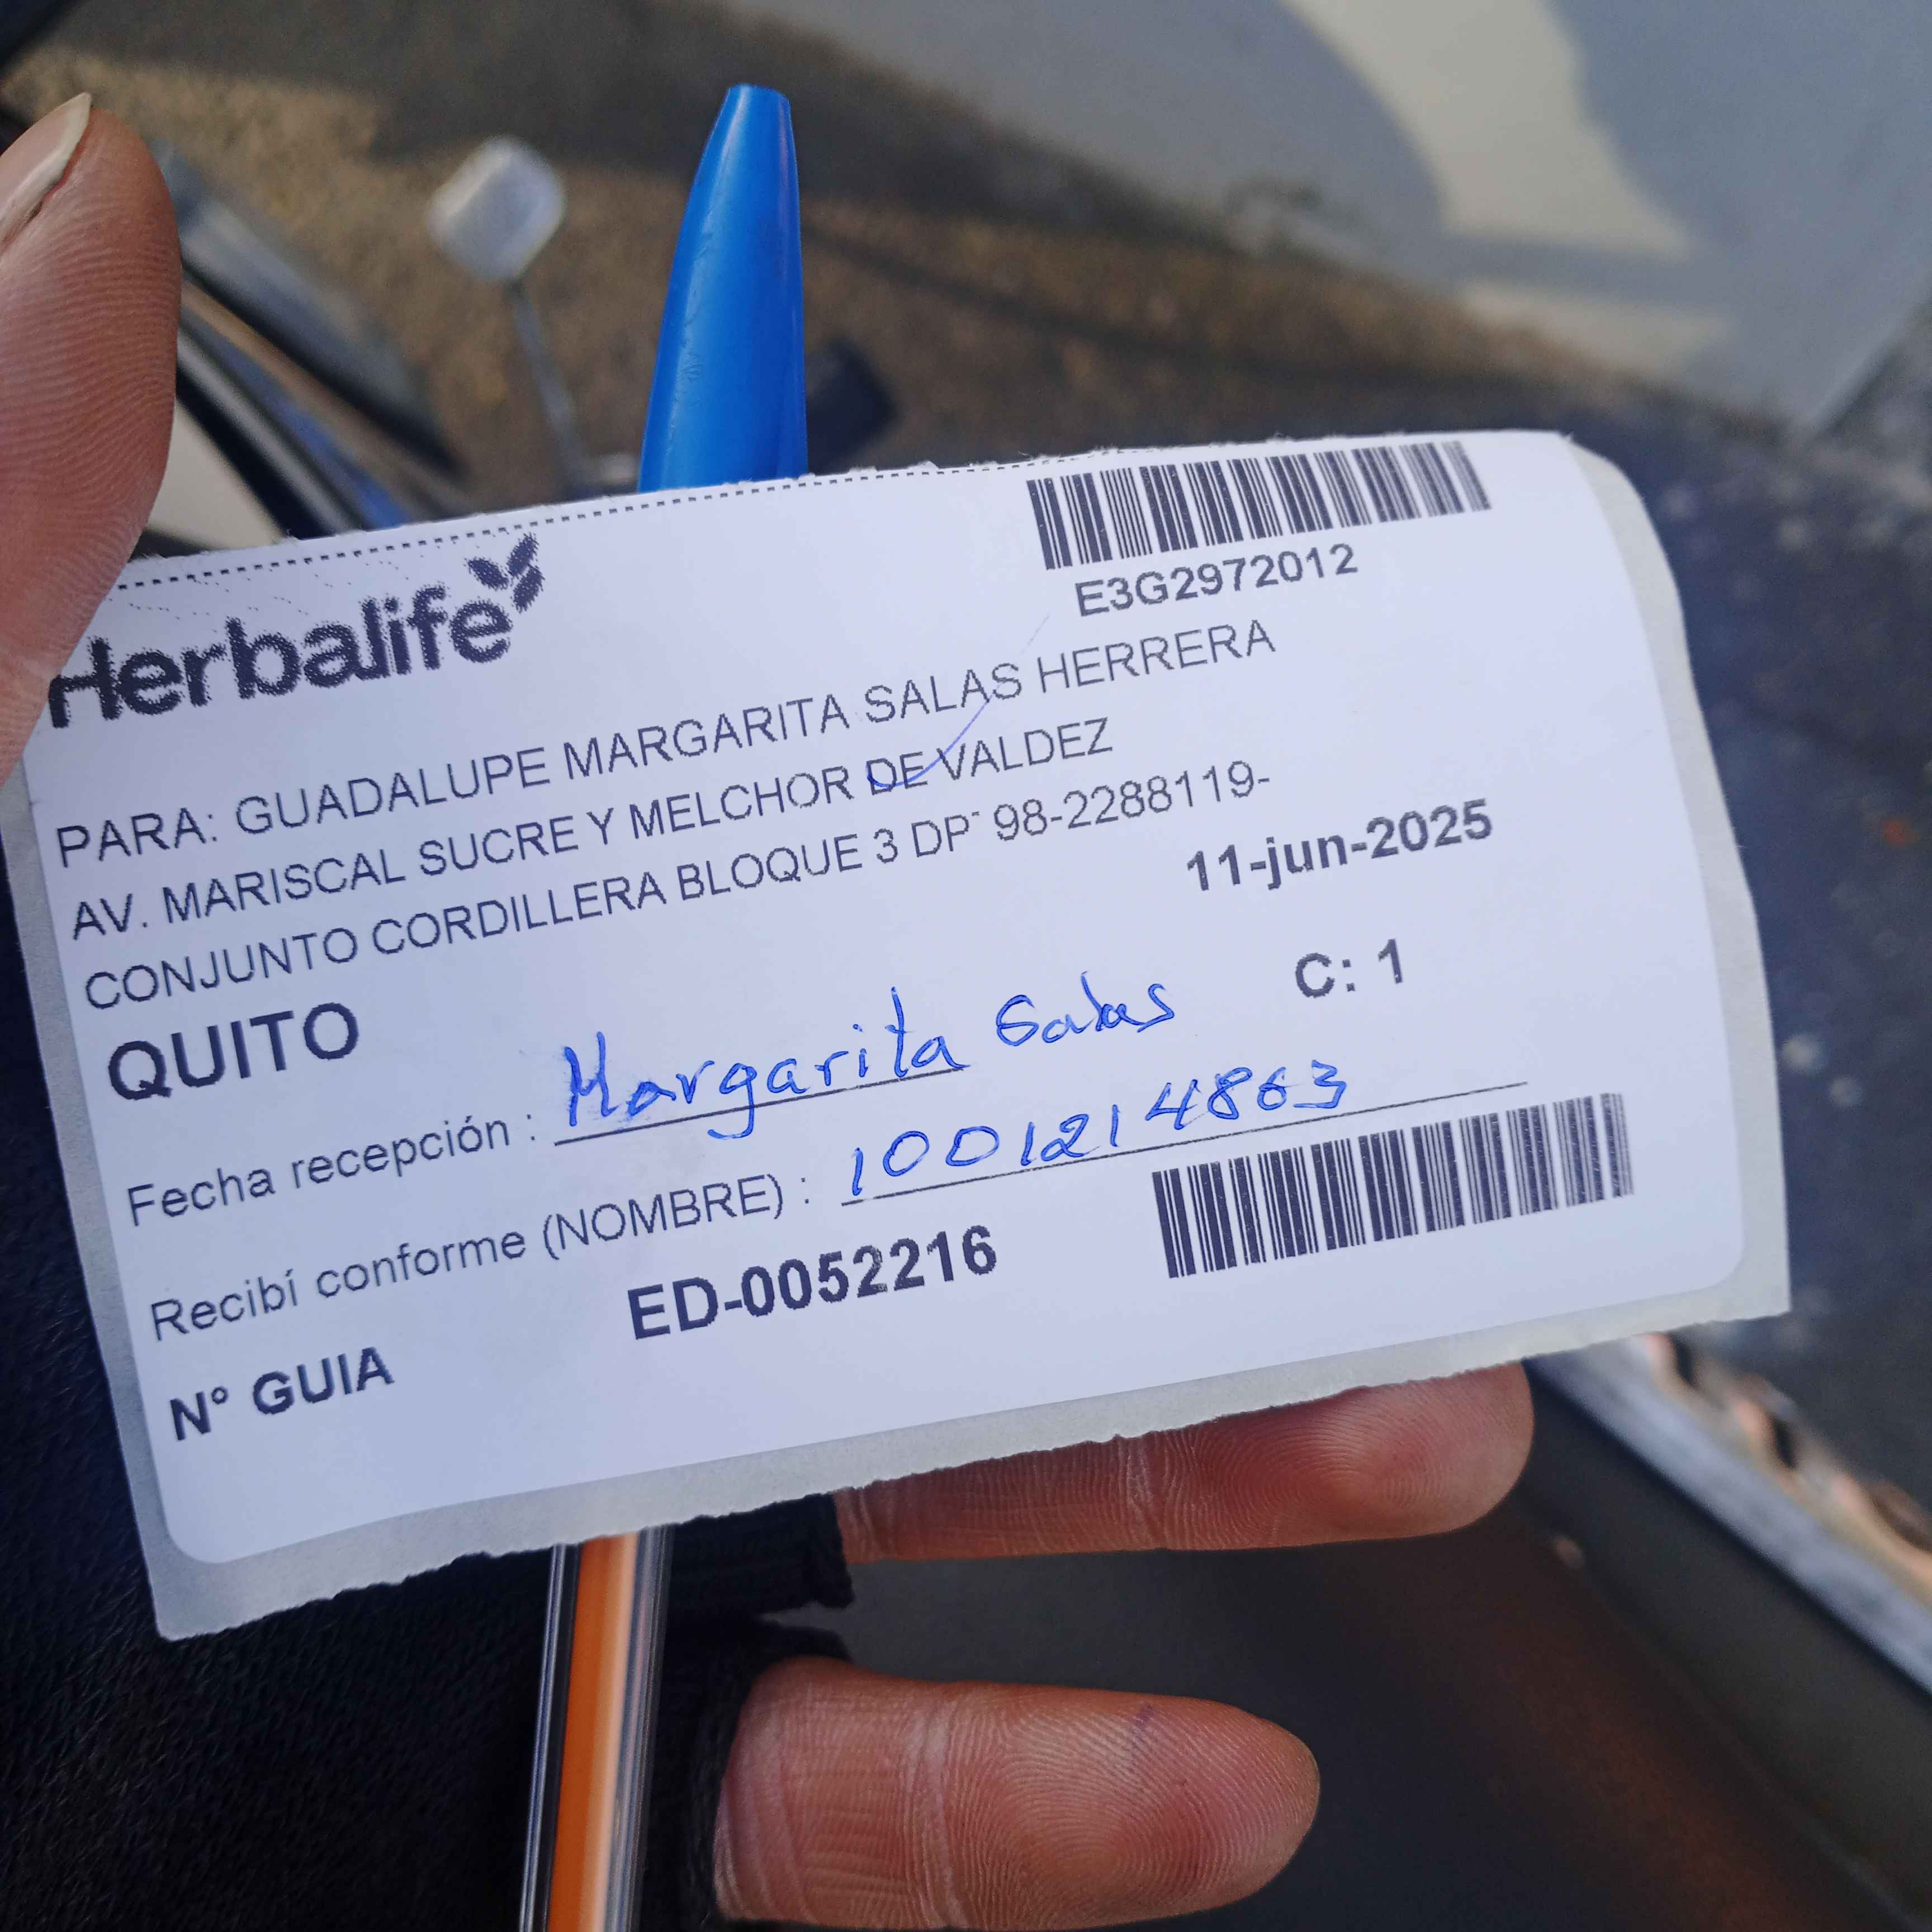 Herbalife
E3G2972012
PARA: GUADALUPE MARGARITA SALAS HERRERA
AV. MARISCAL SUCRE Y MELCHOR DE VALDEZ
CONJUNTO CORDILLERA BLOQUE 3 DP- 98-2288119-
11-jun-2025
QUITO
C: 1
Fecha recepción : Margarita Salas
Recibí conforme (NOMBRE) : 1001214863
N° GUIA ED-0052216